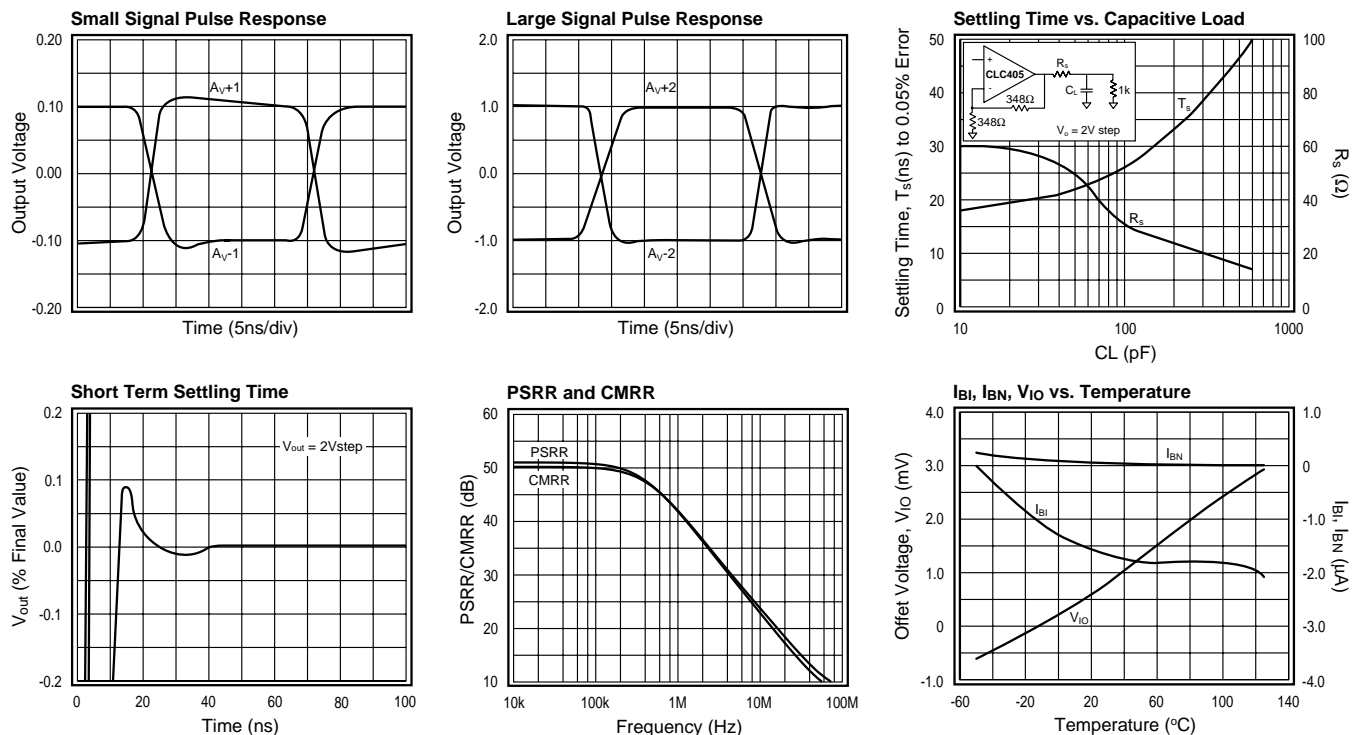 Small Signal Pulse Response
Output Voltage
0.20
0.10
0.00
-0.10
-0.20
AV+1
AV-1
Time (5ns/div)
Large Signal Pulse Response
Output Voltage
2.0
1.0
0.00
-1.0
-2.0
AV+2
AV-2
Time (5ns/div)
Settling Time vs. Capacitive Load
Settling Time, Ts(ns) to 0.05% Error
50
40
30
20
10
0
+
-
CLC405
Rs
CL
1k
348Ω
348Ω
Vo = 2V step
Ts
Rs
100
80
60
40
20
0
Rs (Ω)
10 100 1000
CL (pF)
Short Term Settling Time
Vout (% Final Value)
0.2
0.1
0.0
-0.1
-0.2
Vout = 2Vstep
0 20 40 60 80 100
Time (ns)
PSRR and CMRR
PSRR/CMRR (dB)
60
50
40
30
20
10
PSRR
CMRR
10k 100k 1M 10M 100M
Frequency (Hz)
IBI, IBN, VIO vs. Temperature
Offet Voltage, VIO (mV)
4.0
3.0
2.0
1.0
0
-1.0
IBN
IBI
VIO
1.0
0
-1.0
-2.0
-3.0
-4.0
IBI, IBN (µA)
-60 -20 20 60 100 140
Temperature (°C)